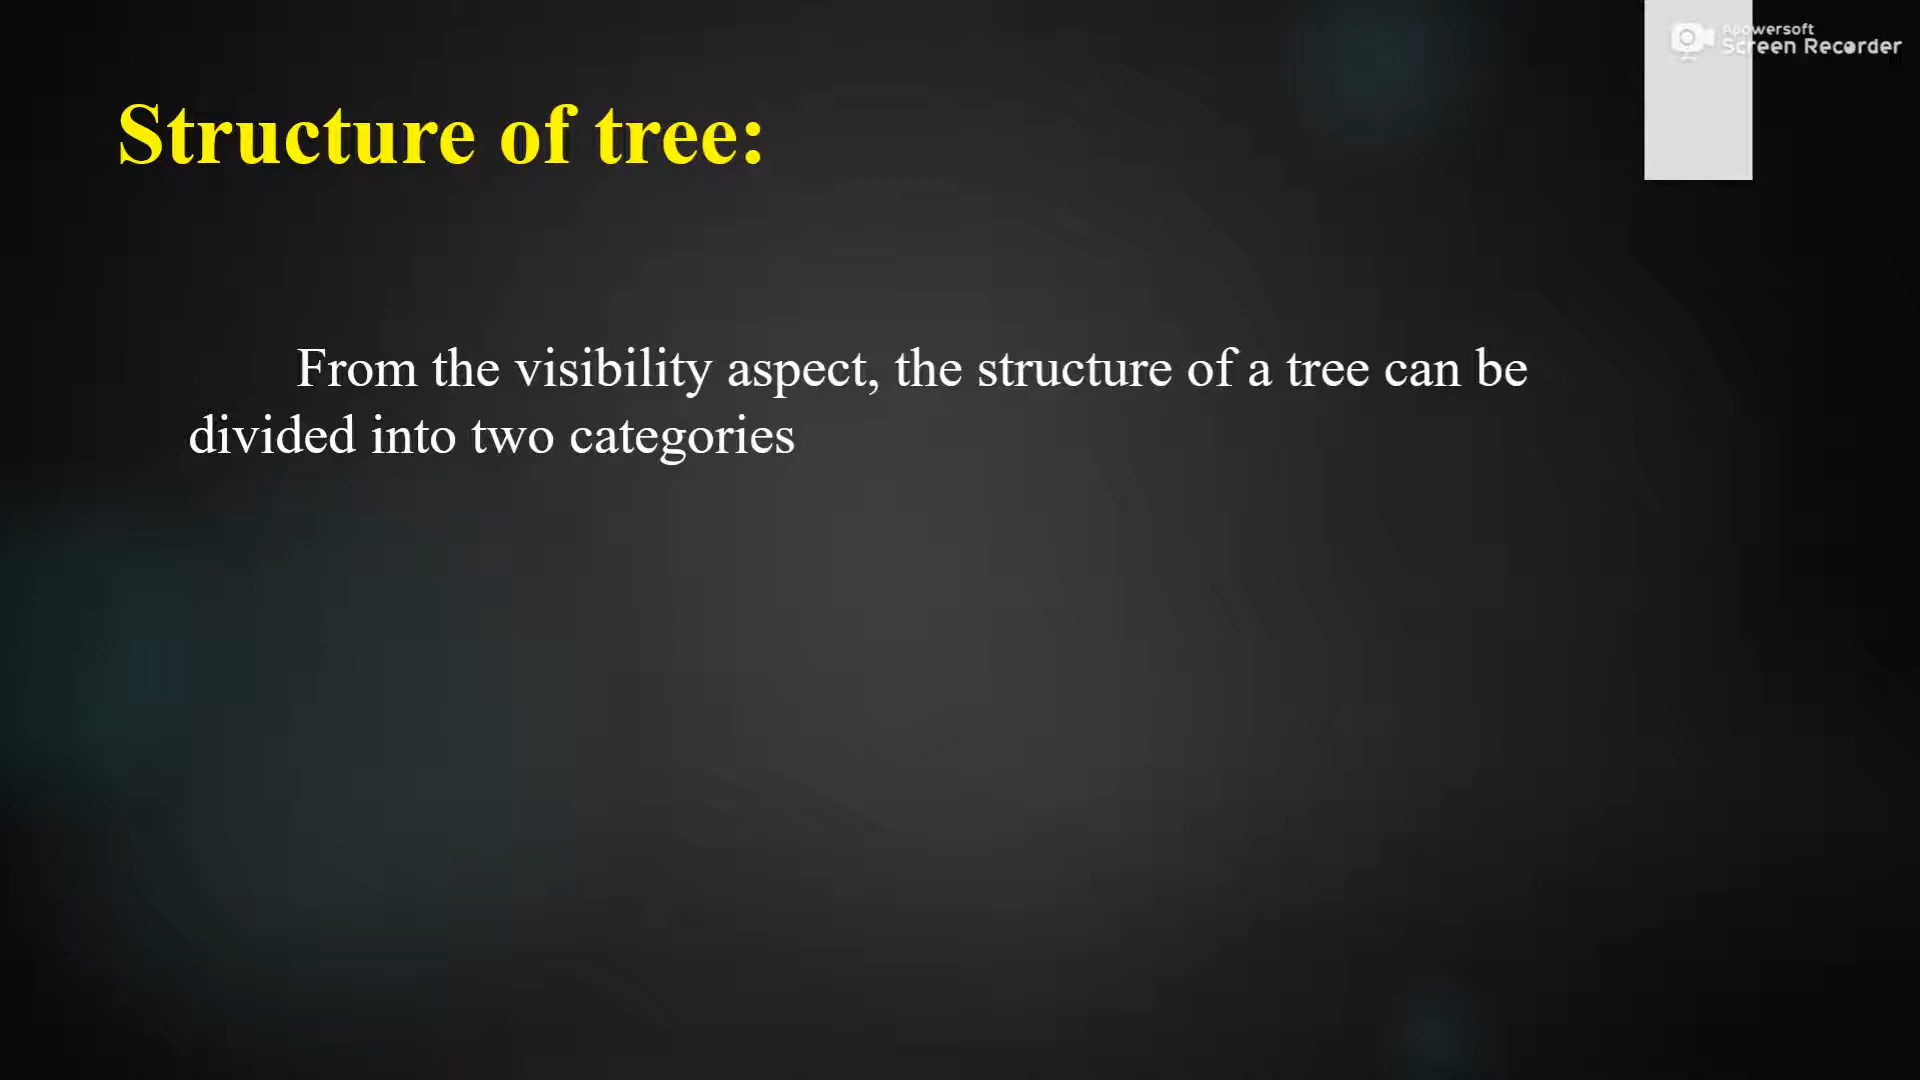 Apowersoft
Screen Recorder
Structure of tree:
From the visibility aspect, the structure of a tree can be
divided into two categories